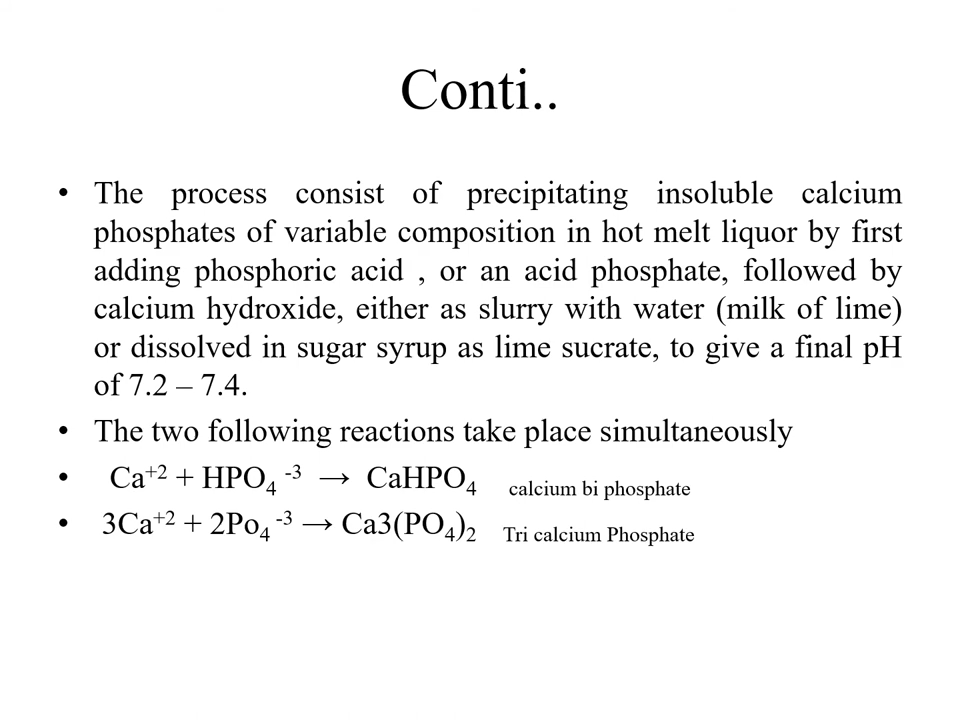 Conti..
• The process consist of precipitating insoluble calcium
phosphates of variable composition in hot melt liquor by first
adding phosphoric acid , or an acid phosphate, followed by
calcium hydroxide, either as slurry with water (milk of lime)
or dissolved in sugar syrup as lime sucrate, to give a final pH
of 7.2 – 7.4.
• The two following reactions take place simultaneously
• Ca⁺² + HPO₄ ⁻³ → CaHPO₄ calcium bi phosphate
• 3Ca⁺² + 2Po₄ ⁻³ → Ca3(PO₄)₂ Tri calcium Phosphate